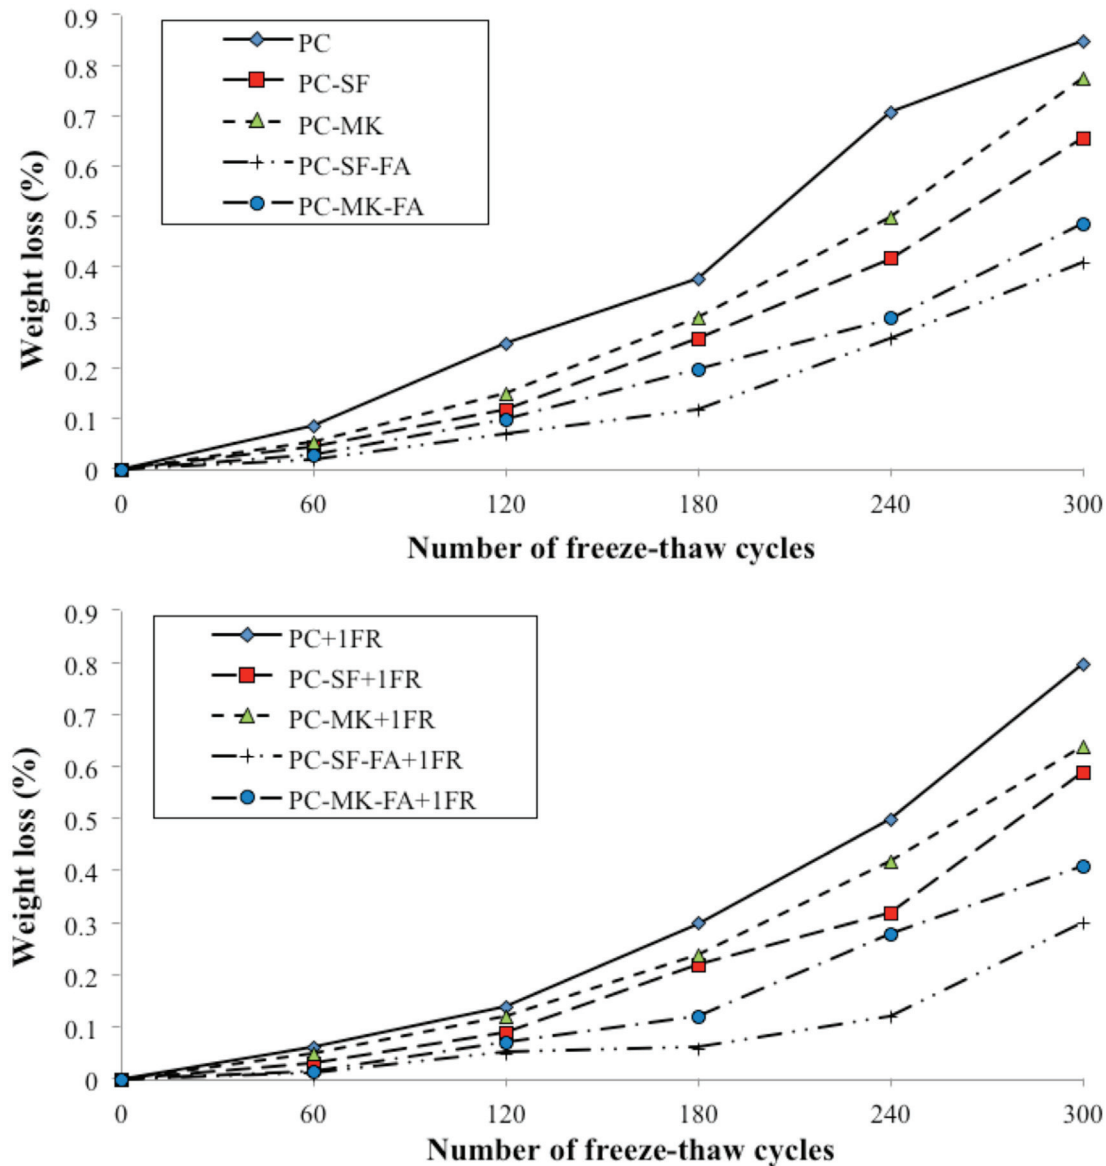 0.9
0.8
0.7
0.6
0.5
0.4
0.3
0.2
0.1
0
Weight loss (%)
PC
PC-SF
PC-MK
PC-SF-FA
PC-MK-FA
0 60 120 180 240 300
Number of freeze-thaw cycles
0.9
0.8
0.7
0.6
0.5
0.4
0.3
0.2
0.1
0
Weight loss (%)
PC+1FR
PC-SF+1FR
PC-MK+1FR
PC-SF-FA+1FR
PC-MK-FA+1FR
0 60 120 180 240 300
Number of freeze-thaw cycles